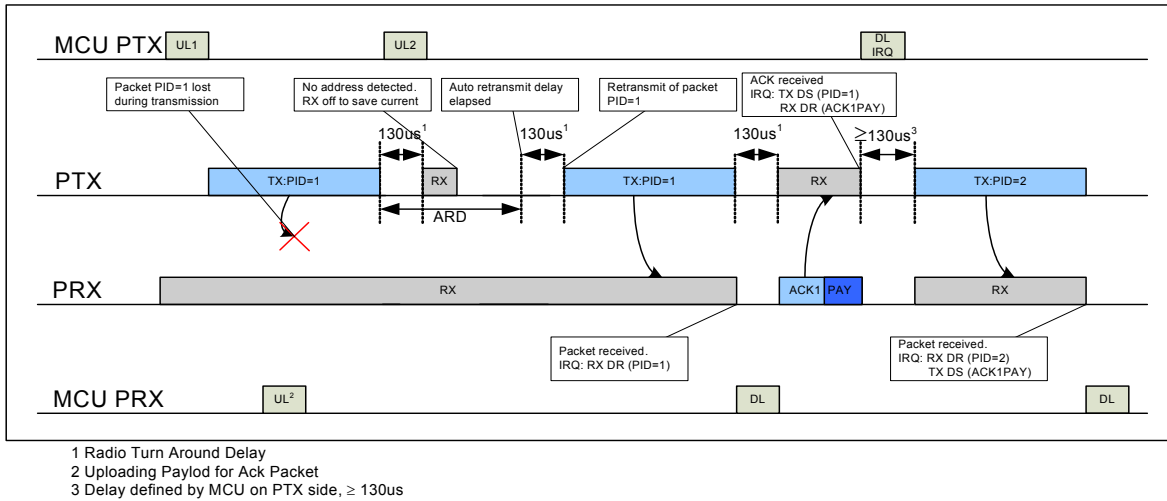 MCU PTX
UL1
UL2
DL
IRQ
Packet PID=1 lost
during transmission
No address detected.
RX off to save current
Auto retransmit delay
elapsed
Retransmit of packet
PID=1
ACK received
IRQ: TX DS (PID=1)
RX DR (ACK1PAY)
130us¹
130us¹
130us¹
≥130us³
PTX
TX:PID=1
RX
TX:PID=1
RX
TX:PID=2
ARD
PRX
RX
ACK1 PAY
RX
Packet received.
IRQ: RX DR (PID=1)
Packet received.
IRQ: RX DR (PID=2)
TX DS (ACK1PAY)
MCU PRX
UL²
DL
DL
1 Radio Turn Around Delay
2 Uploading Paylod for Ack Packet
3 Delay defined by MCU on PTX side, ≥ 130us